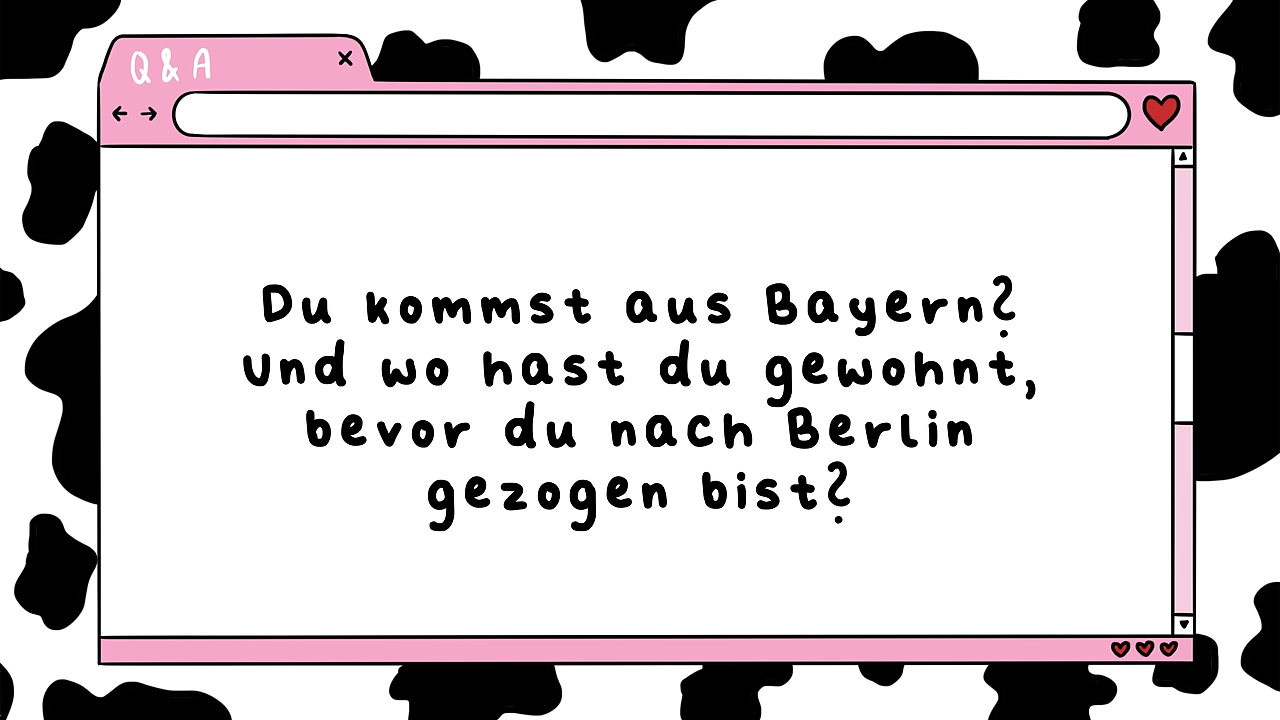 Q & A
Du kommst aus Bayern?
Und wo hast du gewohnt,
bevor du nach Berlin
gezogen bist?